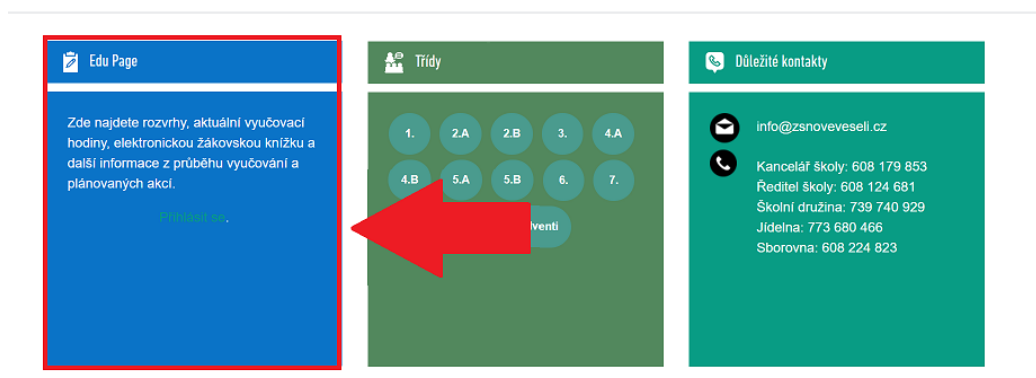 Edu Page
Zde najdete rozvrhy, aktuální vyučovací
hodiny, elektronickou žákovskou knížku a
další informace z průběhu vyučování a
plánovaných akcí.
Přihlásit se.
Třídy
1. 2.A 2.B 3. 4.A
4.B 5.A 5.B 6. 7.
Důležité kontakty
info@zsnoveveseli.cz
Kancelář školy: 608 179 853
Ředitel školy: 608 124 681
Školní družina: 739 740 929
Jídelna: 773 680 466
Sborovna: 608 224 823